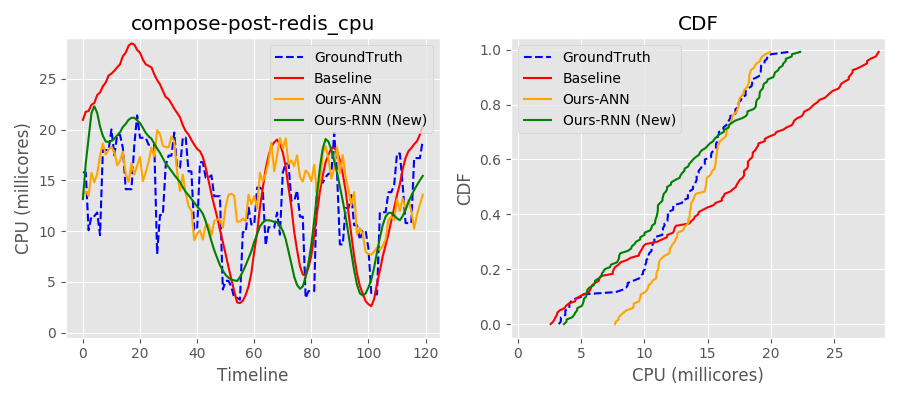 compose-post-redis_cpu
CPU (millicores)
25
20
15
10
5
0
GroundTruth
Baseline
Ours-ANN
Ours-RNN (New)
0 20 40 60 80 100 120
Timeline
CDF
CDF
1.0
0.8
0.6
0.4
0.2
0.0
GroundTruth
Baseline
Ours-ANN
Ours-RNN (New)
0 5 10 15 20 25
CPU (millicores)